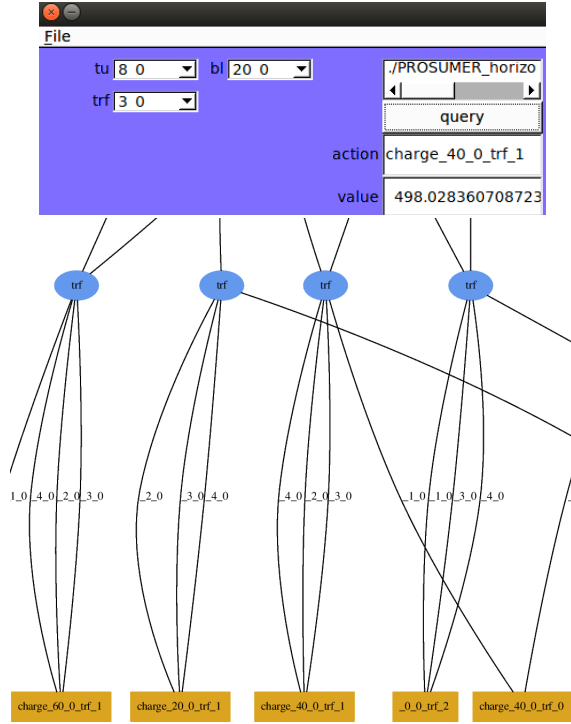 File
tu 8 0 bl 20 0 ./PROSUMER_horizo
trf 3 0
query
action charge_40_0_trf_1
value 498.028360708723
trf trf trf trf
1_0 _4_0 _2_0 _3_0 _2_0 _3_0 _4_0 _4_0 _2_0 _3_0 _1_0 _1_0 _3_0 _4_0
charge_60_0_trf_1 charge_20_0_trf_1 charge_40_0_trf_1 _0_0_trf_2 charge_40_0_trf_0